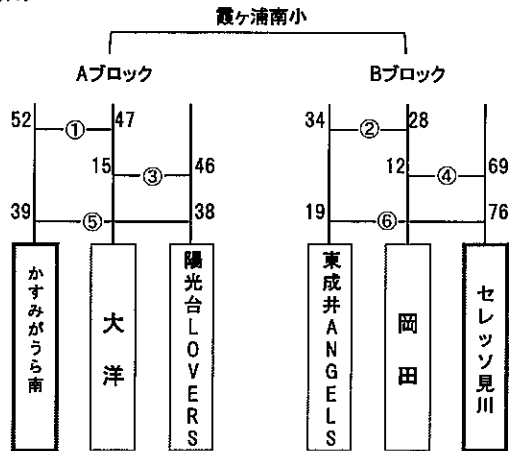 霞ヶ浦南小
Aブロック Bブロック
52 ① 47 34 ② 28
15 ③ 46 12 ④ 69
39 ⑤ 38 19 ⑥ 76
かすみがうら南
大洋
陽光台LOVERS
東成井ANGELS
岡田
セレッソ見川